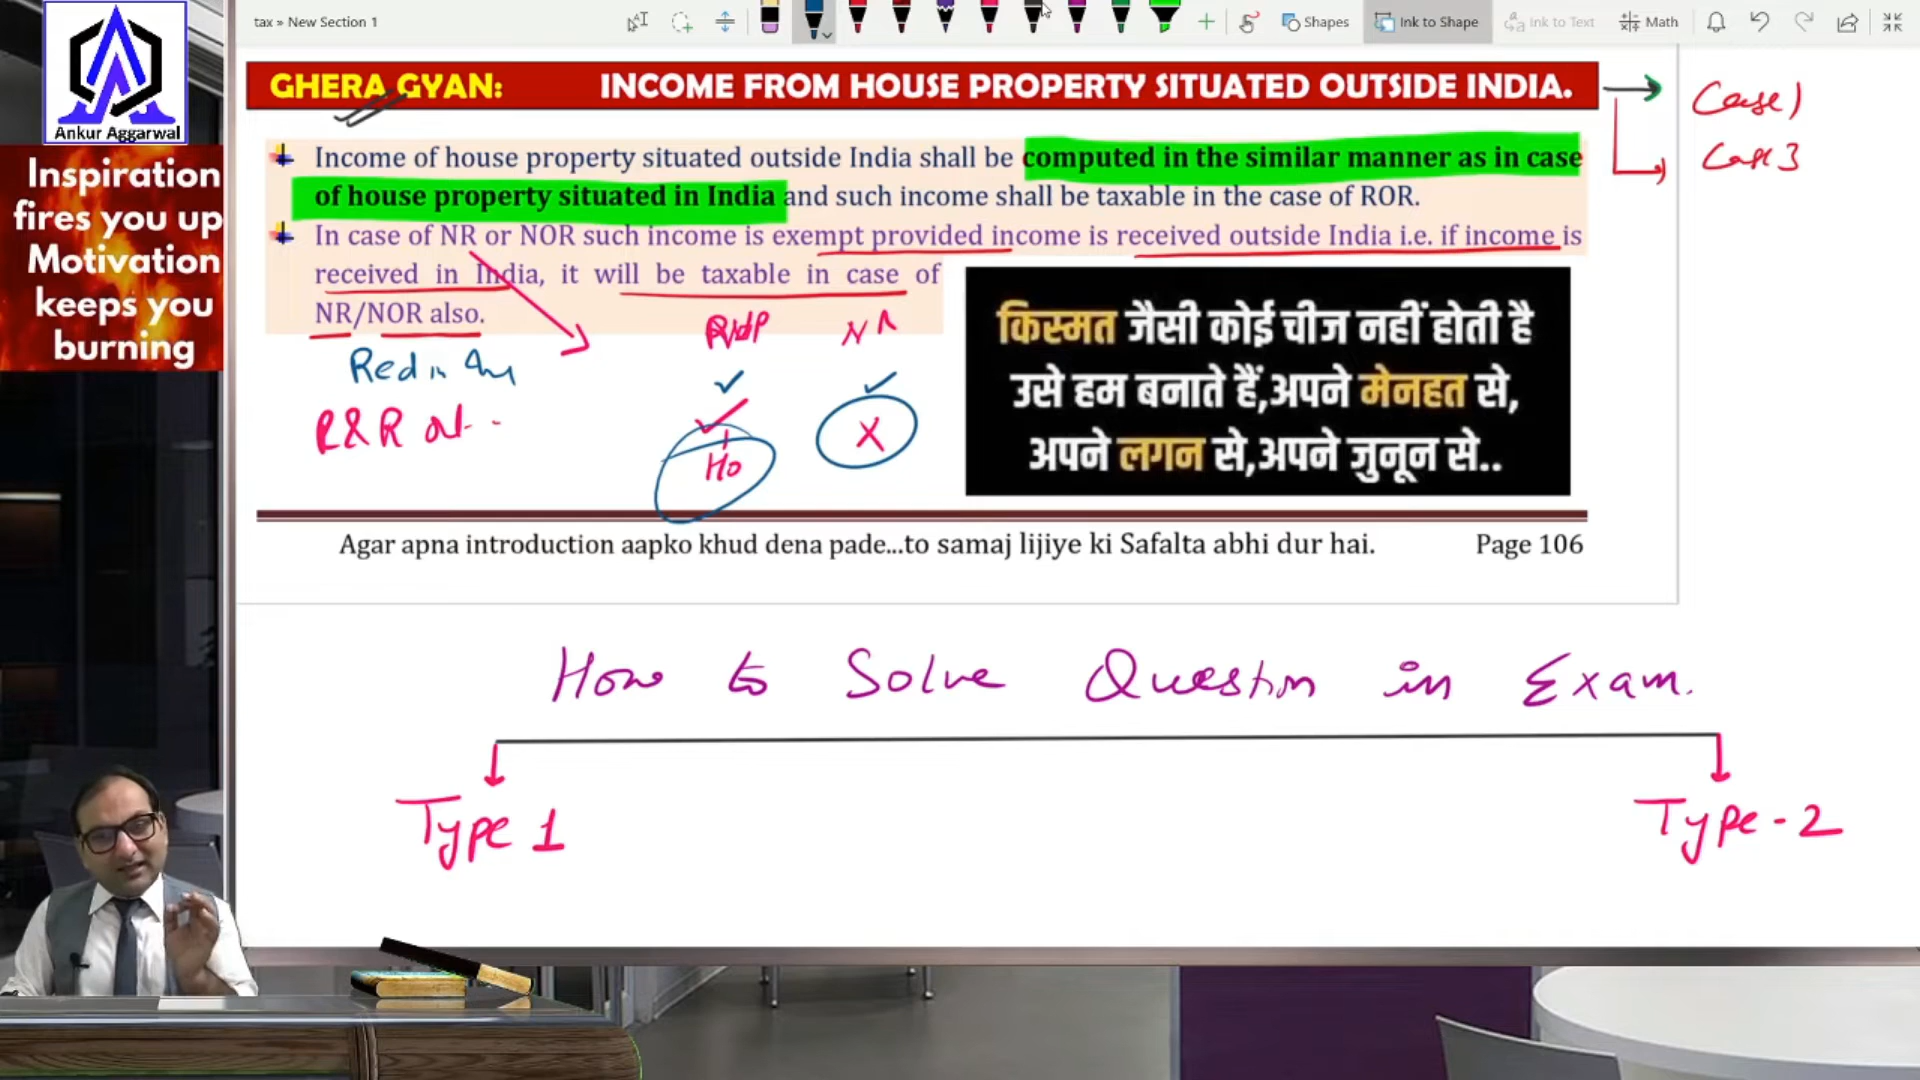 tax » New Section 1
Shapes
Ink to Shape
Ink to Text
Math
Ankur Aggarwal
Inspiration
fires you up
Motivation
keeps you
burning
GHERA GYAN: INCOME FROM HOUSE PROPERTY SITUATED OUTSIDE INDIA.
Case 1
Case 3
Income of house property situated outside India shall be computed in the similar manner as in case
of house property situated in India and such income shall be taxable in the case of ROR.
In case of NR or NOR such income is exempt provided income is received outside India i.e. if income is
received in India, it will be taxable in case of
NR/NOR also.
NR
R&R
X
Ho
किस्मत जैसी कोई चीज नहीं होती है
उसे हम बनाते हैं,अपने मेनहत से,
अपने लगन से,अपने जुनून से..
Agar apna introduction aapko khud dena pade...to samaj lijiye ki Safalta abhi dur hai. Page 106
How to Solve Question in Exam.
Type 1
Type-2